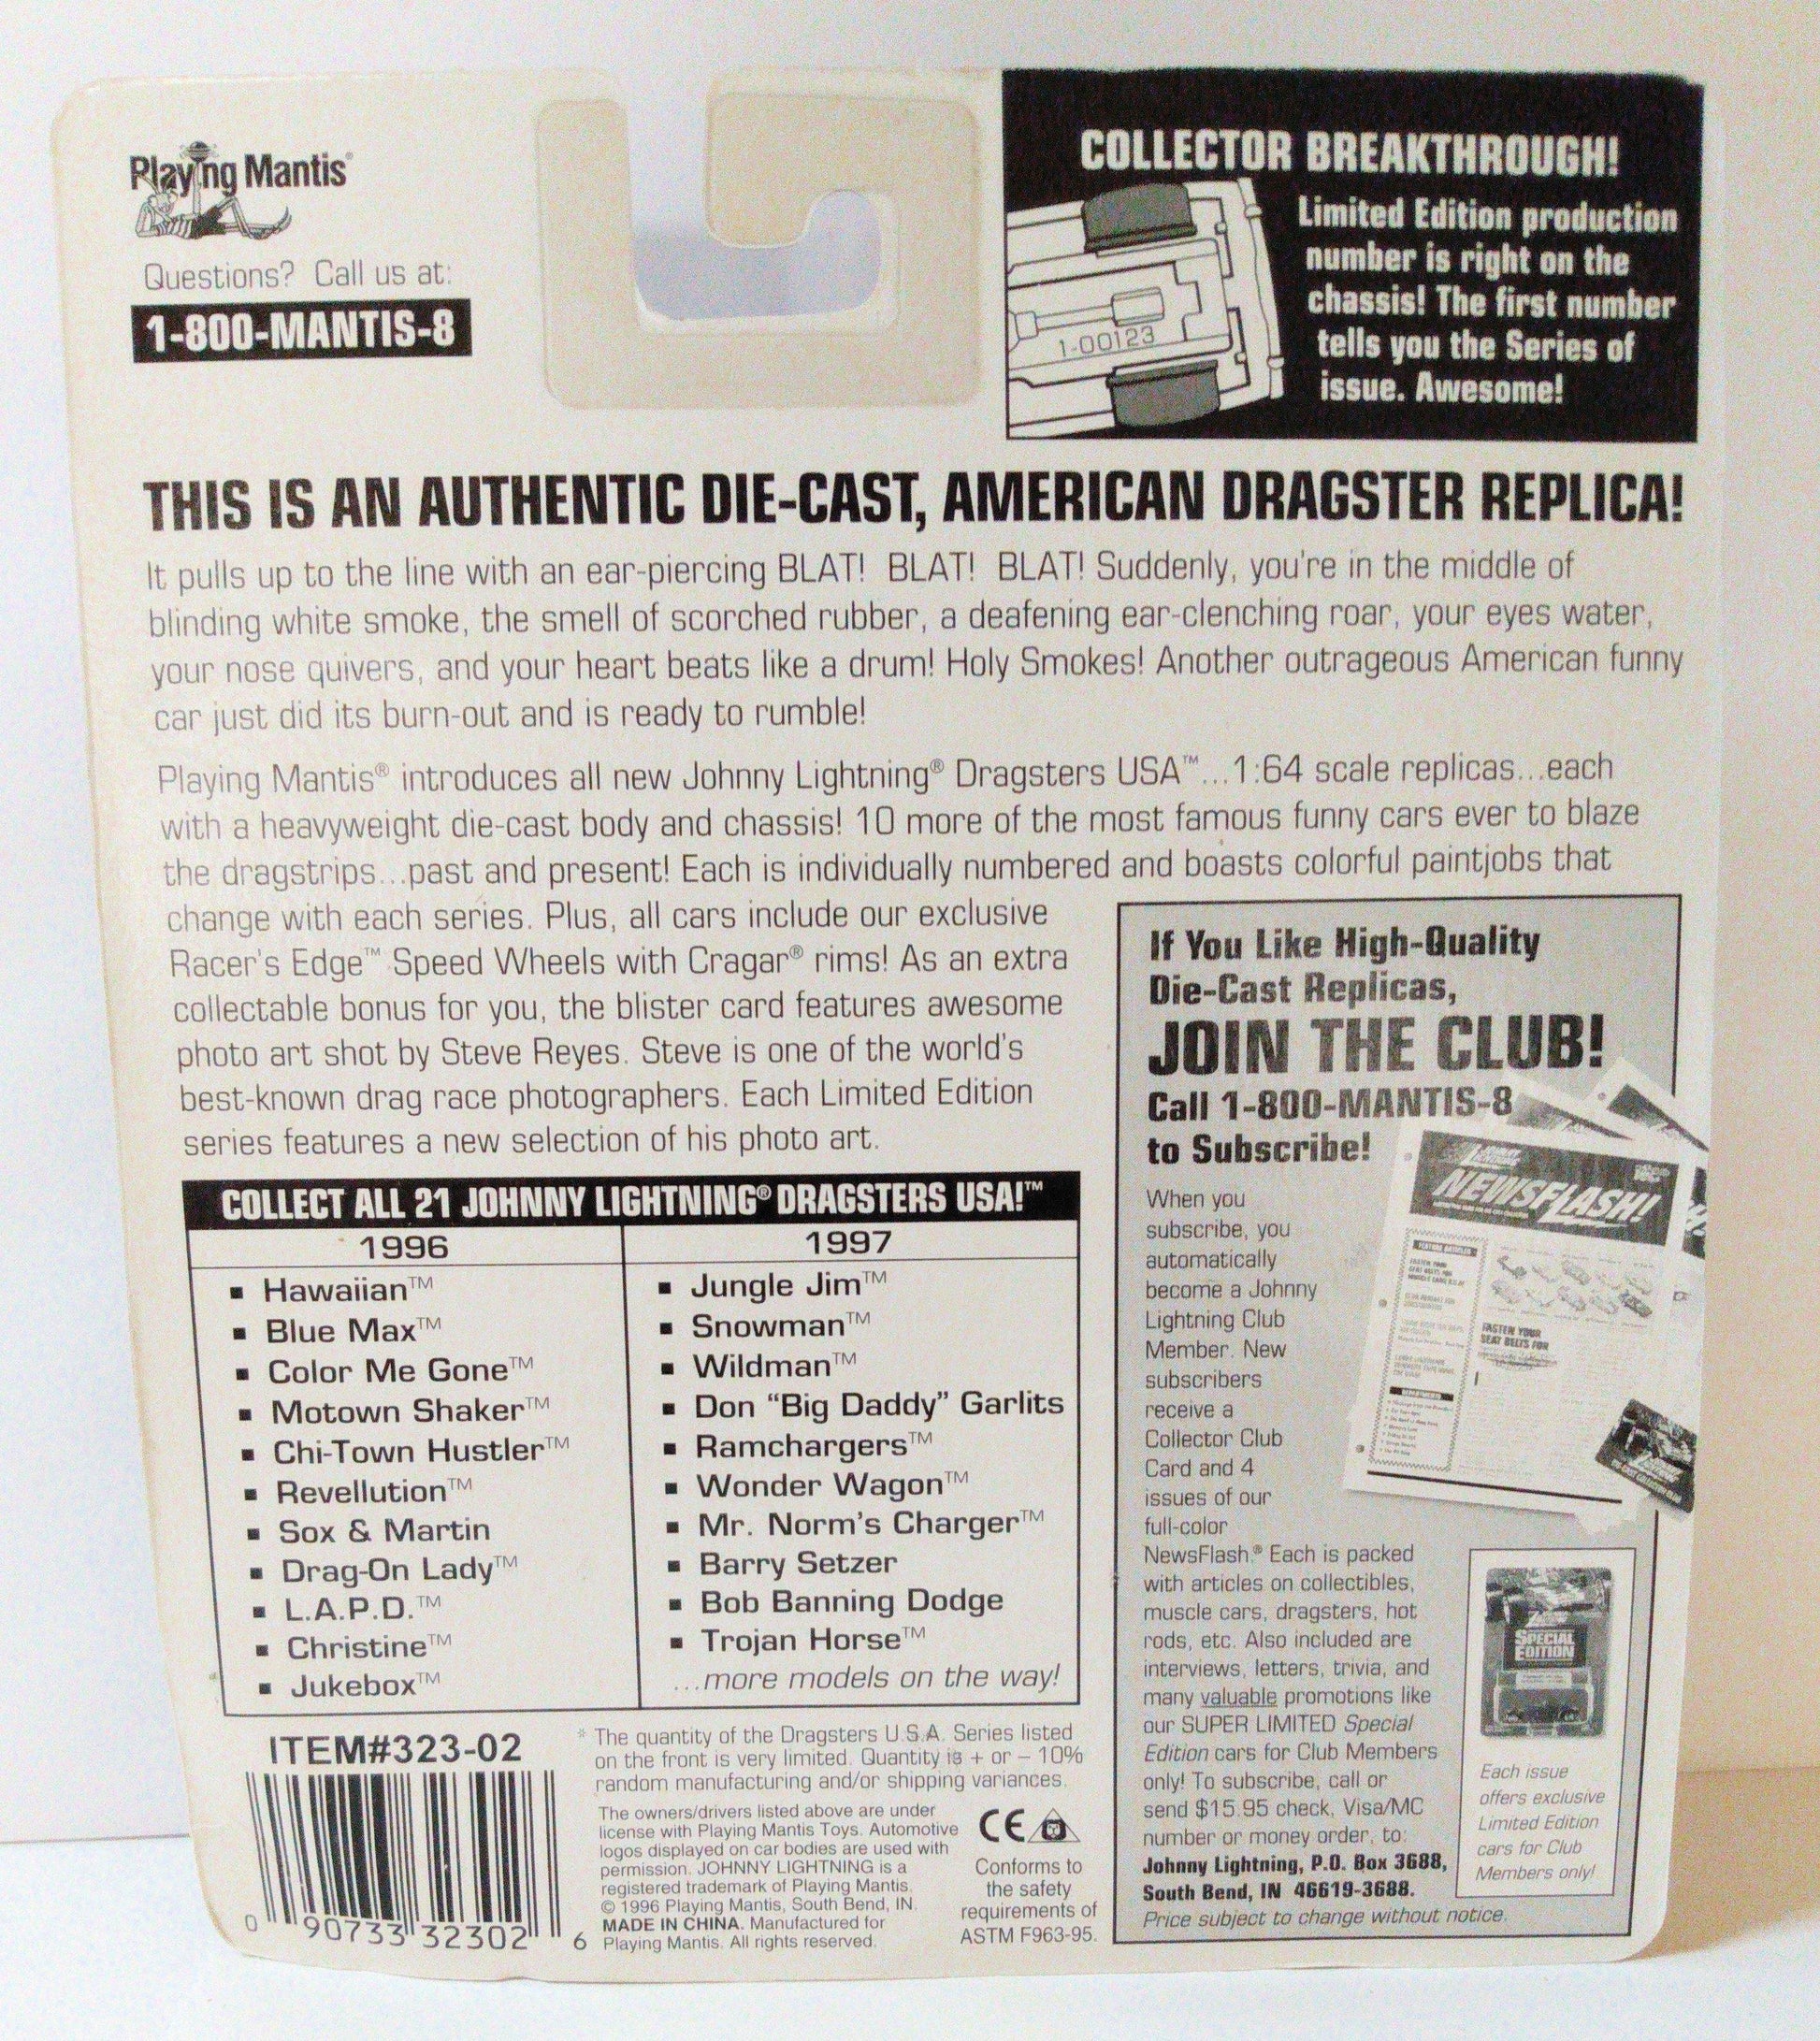 Playing Mantis®
Questions? Call us at:
1-800-MANTIS-8
COLLECTOR BREAKTHROUGH!
Limited Edition production
number is right on the
chassis! The first number
tells you the Series of
issue. Awesome!
1-00123
THIS IS AN AUTHENTIC DIE-CAST, AMERICAN DRAGSTER REPLICA!
It pulls up to the line with an ear-piercing BLAT! BLAT! BLAT! Suddenly, you're in the middle of
blinding white smoke, the smell of scorched rubber, a deafening ear-clenching roar, your eyes water,
your nose quivers, and your heart beats like a drum! Holy Smokes! Another outrageous American funny
car just did its burn-out and is ready to rumble!
Playing Mantis® introduces all new Johnny Lightning® Dragsters USA™...1:64 scale replicas...each
with a heavyweight die-cast body and chassis! 10 more of the most famous funny cars ever to blaze
the dragstrips...past and present! Each is individually numbered and boasts colorful paintjobs that
change with each series. Plus, all cars include our exclusive
Racer's Edge™ Speed Wheels with Cragar® rims! As an extra
collectable bonus for you, the blister card features awesome
photo art shot by Steve Reyes. Steve is one of the world's
best-known drag race photographers. Each Limited Edition
series features a new selection of his photo art.
COLLECT ALL 21 JOHNNY LIGHTNING® DRAGSTERS USA!™
1996
▪ Hawaiian™
▪ Blue Max™
▪ Color Me Gone™
▪ Motown Shaker™
▪ Chi-Town Hustler™
▪ Revellution™
▪ Sox & Martin
▪ Drag-On Lady™
▪ L.A.P.D.™
▪ Christine™
▪ Jukebox™
1997
▪ Jungle Jim™
▪ Snowman™
▪ Wildman™
▪ Don “Big Daddy” Garlits
▪ Ramchargers™
▪ Wonder Wagon™
▪ Mr. Norm's Charger™
▪ Barry Setzer
▪ Bob Banning Dodge
▪ Trojan Horse™
...more models on the way!
ITEM#323-02
0 90733 32302 6
* The quantity of the Dragsters U.S.A. Series listed
on the front is very limited. Quantity is + or – 10%
random manufacturing and/or shipping variances.
The owners/drivers listed above are under
license with Playing Mantis Toys. Automotive
logos displayed on car bodies are used with
permission. JOHNNY LIGHTNING is a
registered trademark of Playing Mantis.
© 1996 Playing Mantis, South Bend, IN.
MADE IN CHINA. Manufactured for
Playing Mantis. All rights reserved.
CE
Conforms to
the safety
requirements of
ASTM F963-95.
If You Like High-Quality
Die-Cast Replicas,
JOIN THE CLUB!
Call 1-800-MANTIS-8
to Subscribe!
When you
subscribe, you
automatically
become a Johnny
Lightning Club
Member. New
subscribers
receive a
Collector Club
Card and 4
issues of our
full-color
NewsFlash.® Each is packed
with articles on collectibles,
muscle cars, dragsters, hot
rods, etc. Also included are
interviews, letters, trivia, and
many valuable promotions like
our SUPER LIMITED Special
Edition cars for Club Members
only! To subscribe, call or
send $15.95 check, Visa/MC
number or money order, to:
Johnny Lightning, P.O. Box 3688,
South Bend, IN 46619-3688.
Price subject to change without notice.
NEWSFLASH!
FASTEN YOUR
SEAT BELTS FOR
SPECIAL
EDITION
Each issue
offers exclusive
Limited Edition
cars for Club
Members only!